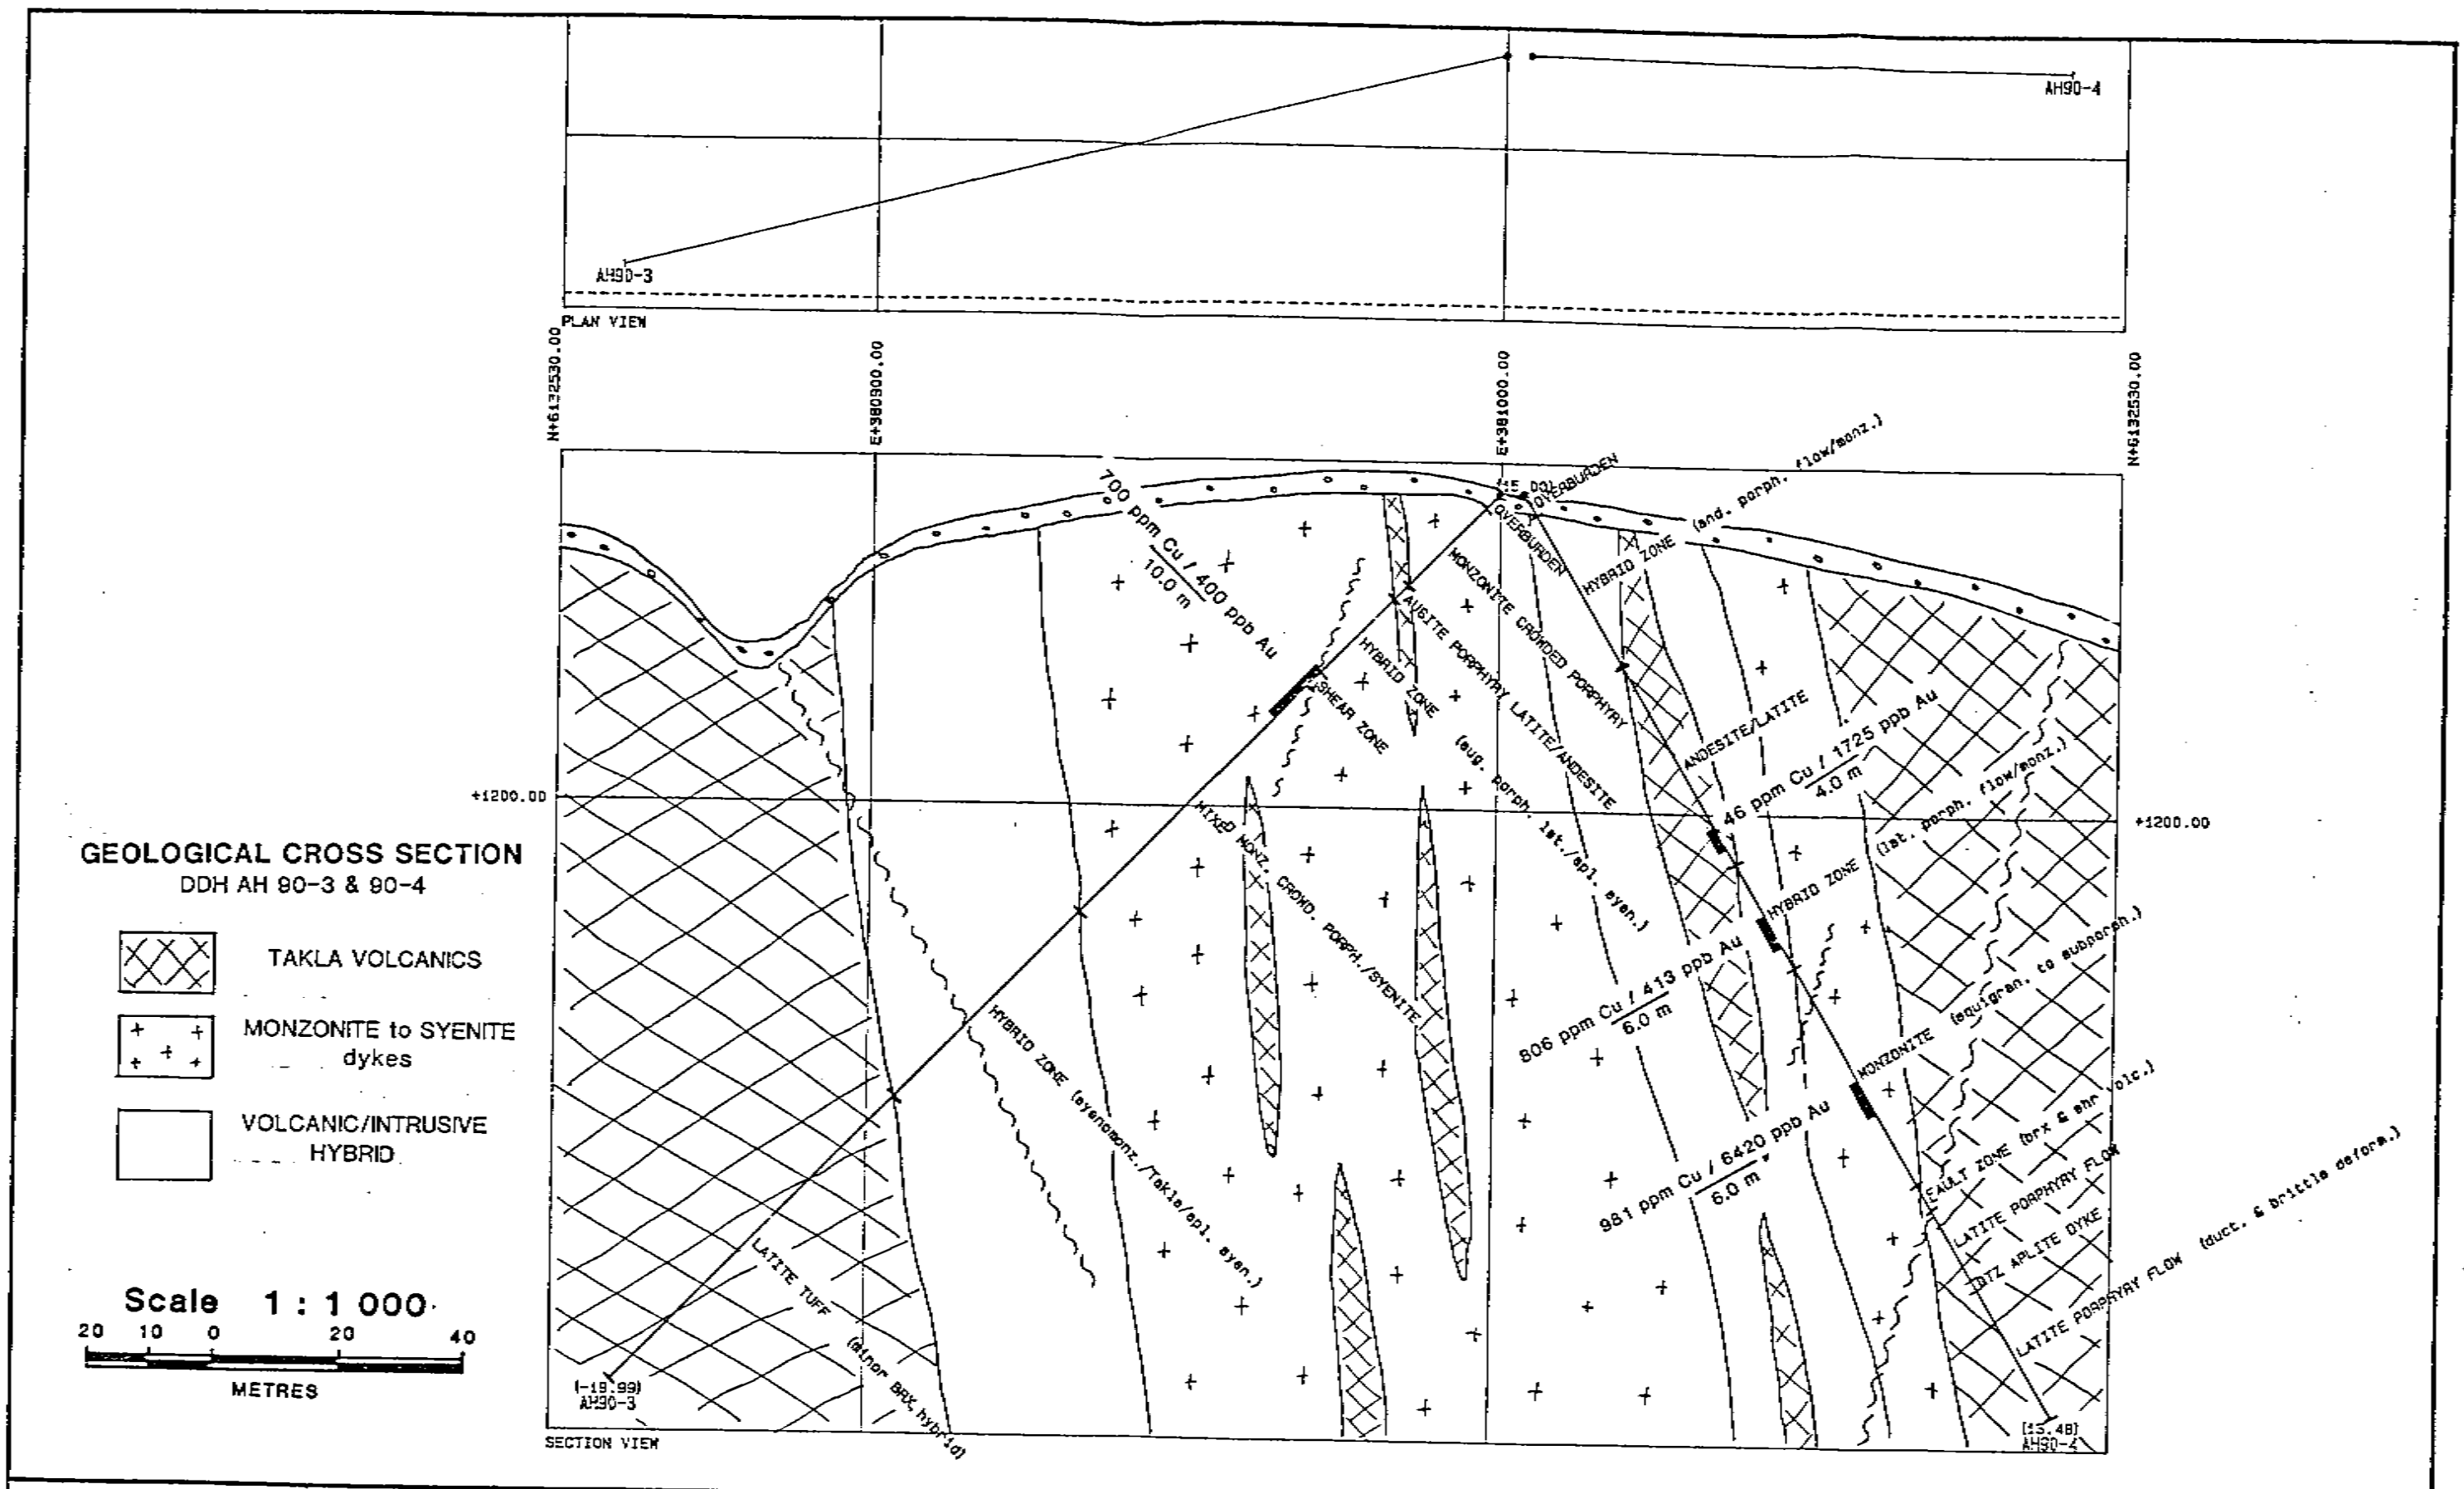 AH90-4
AH90-3
PLAN VIEW
N+6132530.00
E+380900.00
E+381000.00
N+6132530.00
700 ppm Cu / 400 ppb Au
10.0 m
OVERBURDEN
OVERBURDEN
HYBRID ZONE (and. porph. flow/monz.)
MONZONITE CROWDED PORPHYRY
AUGITE PORPHYRY LATITE/ANDESITE
HYBRID ZONE (aug. porph. lat./apl. syen.)
SHEAR ZONE
ANDESITE/LATITE
46 ppm Cu / 1725 ppb Au
4.0 m
+1200.00
+1200.00
MIXED MONZ. CROWD. PORPH./SYENITE
HYBRID ZONE (lat. porph. flow/monz.)
GEOLOGICAL CROSS SECTION
DDH AH 90-3 & 90-4
TAKLA VOLCANICS
MONZONITE to SYENITE
dykes
VOLCANIC/INTRUSIVE
HYBRID
806 ppm Cu / 413 ppb Au
6.0 m
MONZONITE (equigran. to subporph.)
HYBRID ZONE (syenomonz./Takla/apl. syen.)
981 ppm Cu / 6420 ppb Au
6.0 m
FAULT ZONE (brx & shr volc.)
LATITE PORPHYRY FLOW
QTZ APLITE DYKE
LATITE PORPHYRY FLOW (duct. & brittle deform.)
LATITE TUFF (minor BRX, hybrid)
Scale 1 : 1 000
20 10 0 20 40
METRES
(-19.99)
AH90-3
(15.48)
AH90-4
SECTION VIEW